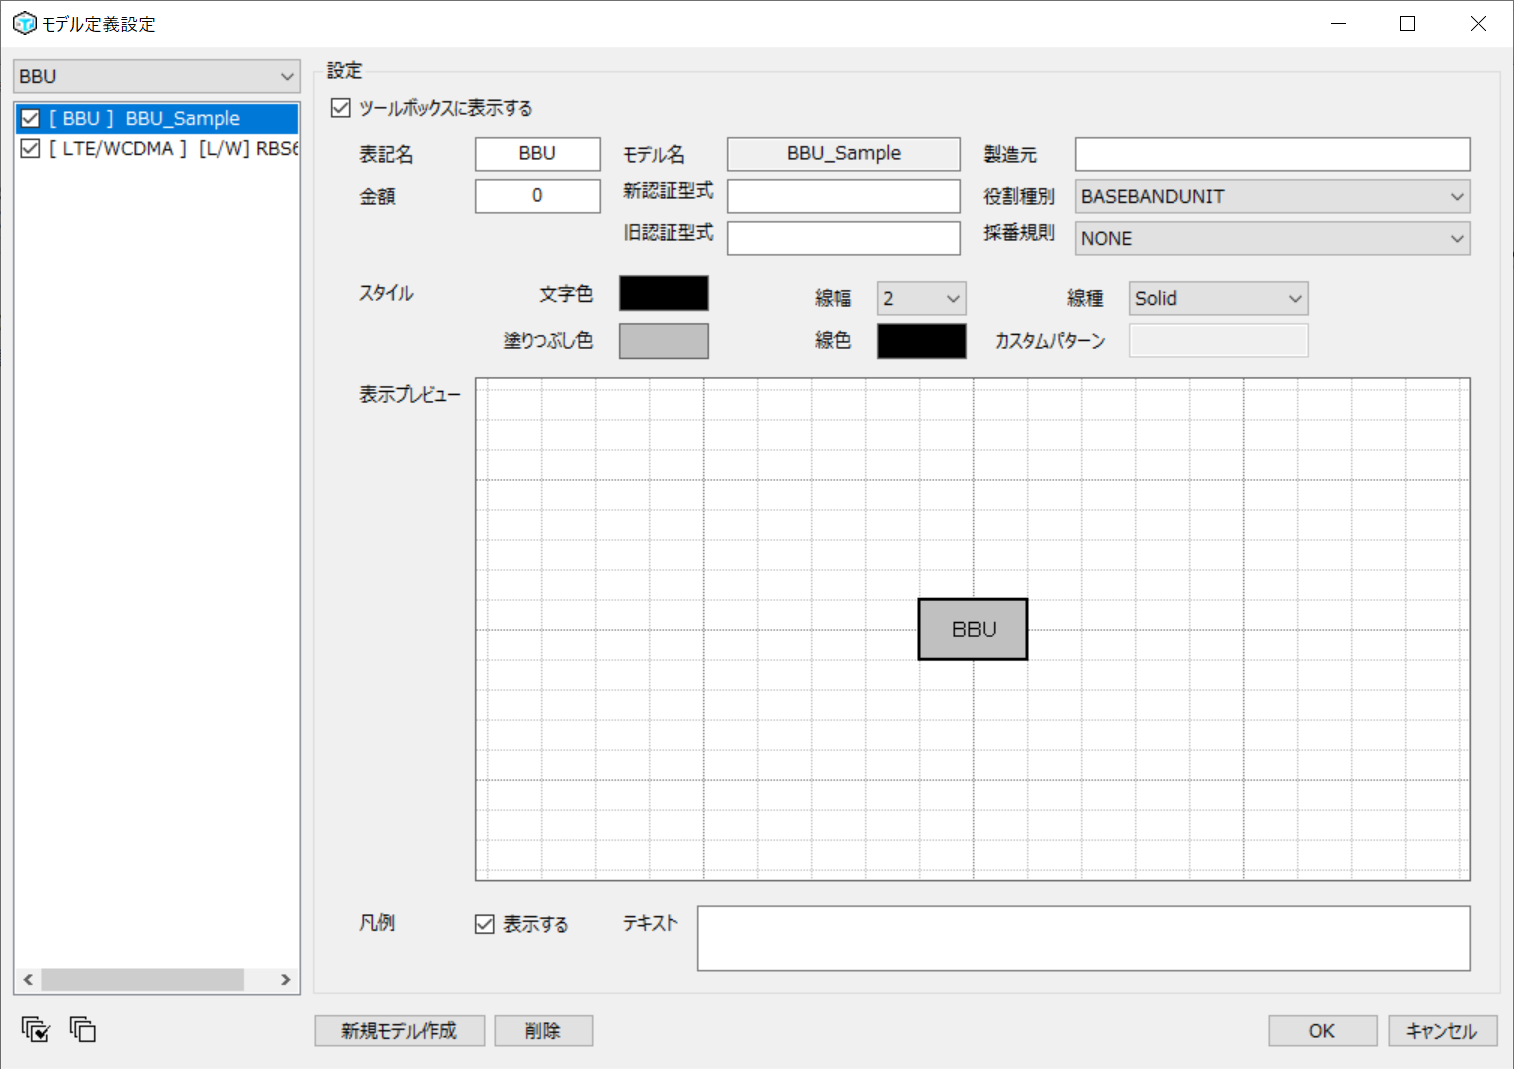 モデル定義設定
BBU
[ BBU ] BBU_Sample
[ LTE/WCDMA ] [L/W] RBS6
設定
ツールボックスに表示する
表記名 BBU モデル名 BBU_Sample 製造元
金額 0 新認証型式 役割種別 BASEBANDUNIT
旧認証型式 採番規則 NONE
スタイル 文字色 線幅 2 線種 Solid
塗りつぶし色 線色 カスタムパターン
表示プレビュー
BBU
凡例 表示する テキスト
新規モデル作成 削除 OK キャンセル